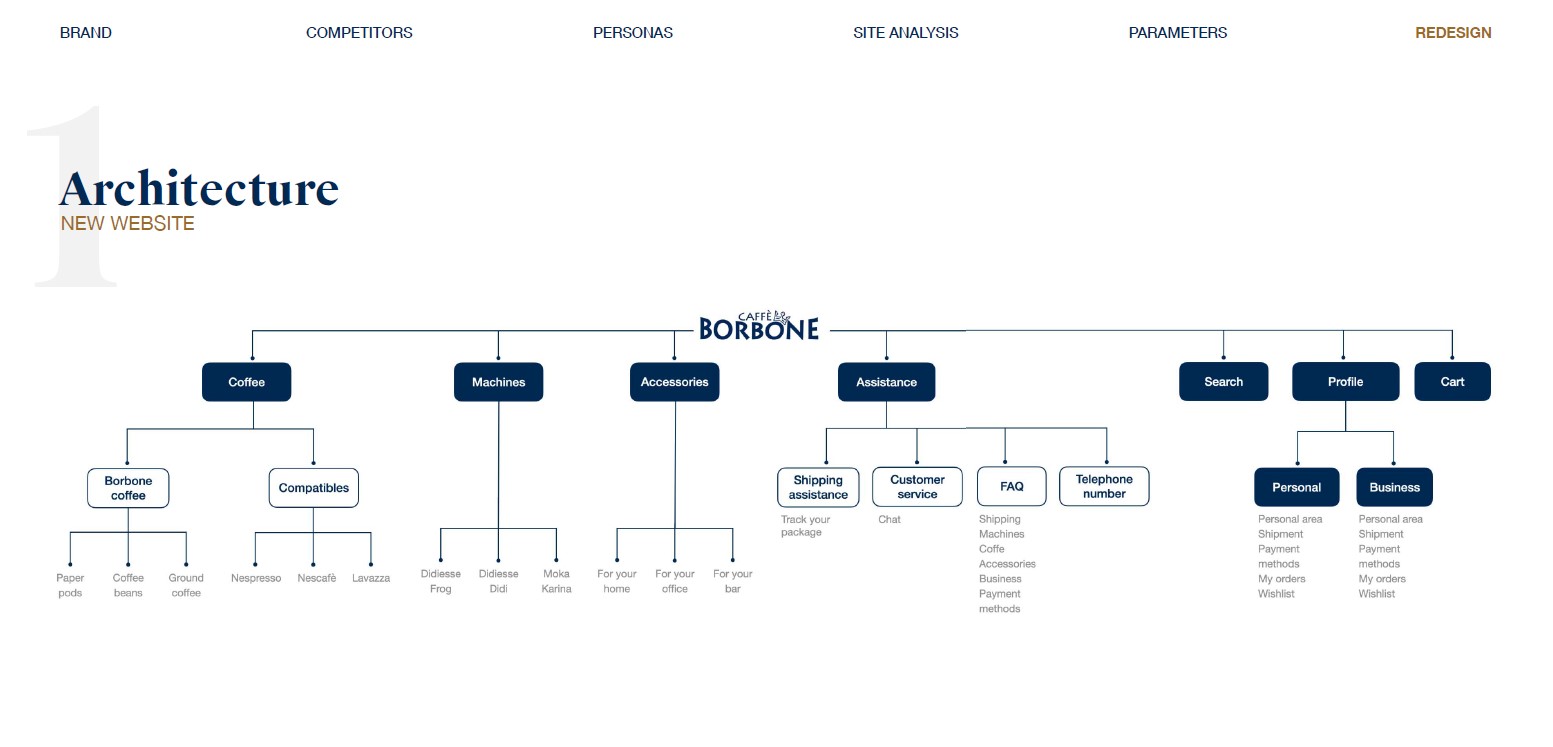 BRAND COMPETITORS PERSONAS SITE ANALYSIS PARAMETERS REDESIGN
1
Architecture
NEW WEBSITE
CAFFÈ
BORBONE
Coffee Machines Accessories Assistance Search Profile Cart
Borbone
coffee
Compatibles
Shipping
assistance
Customer
service
FAQ
Telephone
number
Personal
Business
Paper
pods
Coffee
beans
Ground
coffee
Nespresso
Nescafè
Lavazza
Didiesse
Frog
Didiesse
Didi
Moka
Karina
For your
home
For your
office
For your
bar
Track your
package
Chat
Shipping
Machines
Coffe
Accessories
Business
Payment
methods
Personal area
Shipment
Payment
methods
My orders
Wishlist
Personal area
Shipment
Payment
methods
My orders
Wishlist